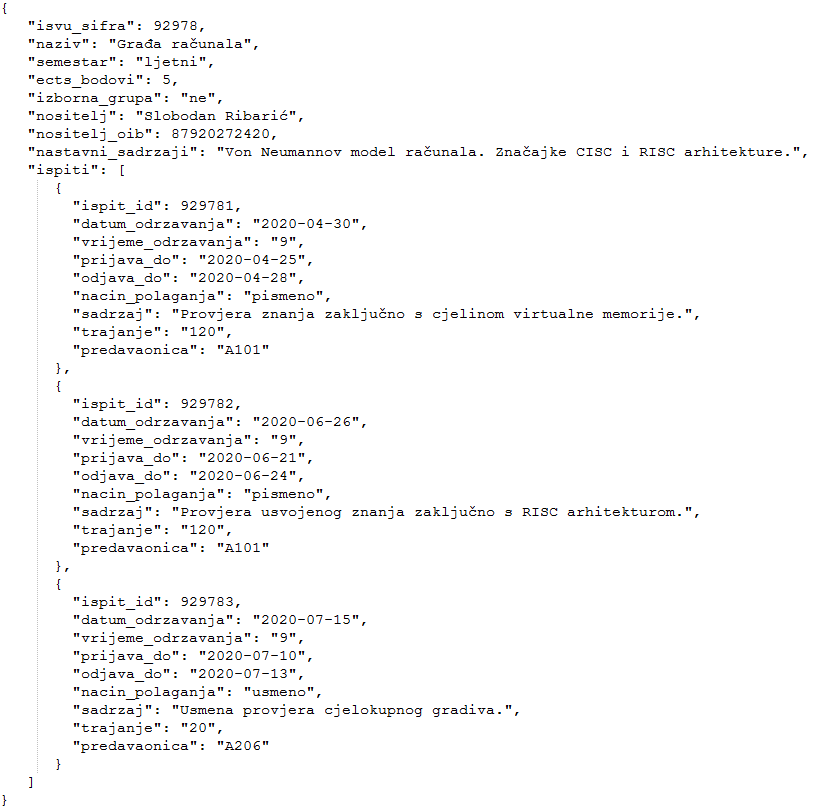 {
"isvu_sifra": 92978,
"naziv": "Građa računala",
"semestar": "ljetni",
"ects_bodovi": 5,
"izborna_grupa": "ne",
"nositelj": "Slobodan Ribarić",
"nositelj_oib": 87920272420,
"nastavni_sadrzaji": "Von Neumannov model računala. Značajke CISC i RISC arhitekture.",
"ispiti": [
{
"ispit_id": 929781,
"datum_odrzavanja": "2020-04-30",
"vrijeme_odrzavanja": "9",
"prijava_do": "2020-04-25",
"odjava_do": "2020-04-28",
"nacin_polaganja": "pismeno",
"sadrzaj": "Provjera znanja zaključno s cjelinom virtualne memorije.",
"trajanje": "120",
"predavaonica": "A101"
},
{
"ispit_id": 929782,
"datum_odrzavanja": "2020-06-26",
"vrijeme_odrzavanja": "9",
"prijava_do": "2020-06-21",
"odjava_do": "2020-06-24",
"nacin_polaganja": "pismeno",
"sadrzaj": "Provjera usvojenog znanja zaključno s RISC arhitekturom.",
"trajanje": "120",
"predavaonica": "A101"
},
{
"ispit_id": 929783,
"datum_odrzavanja": "2020-07-15",
"vrijeme_odrzavanja": "9",
"prijava_do": "2020-07-10",
"odjava_do": "2020-07-13",
"nacin_polaganja": "usmeno",
"sadrzaj": "Usmena provjera cjelokupnog gradiva.",
"trajanje": "20",
"predavaonica": "A206"
}
]
}